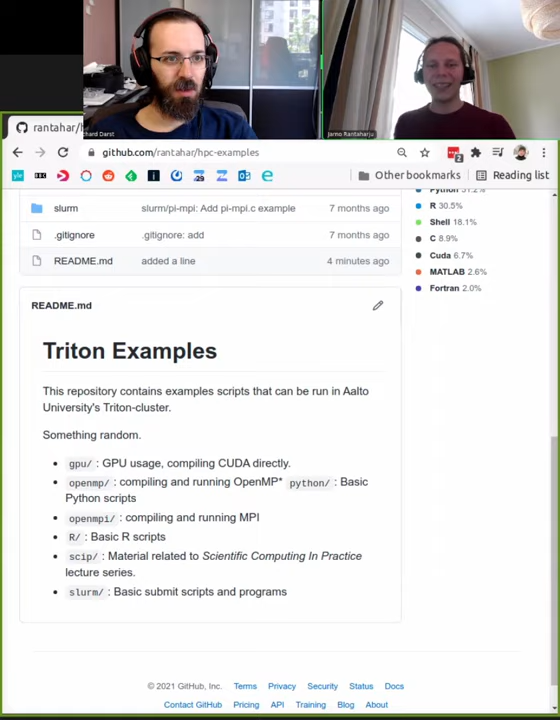 chard Darst
Jarno Rantaharju
rantahar/h
github.com/rantahar/hpc-examples
2
yle
BBC
29
Other bookmarks
Reading list
slurm
slurm/pi-mpi: Add pi-mpi.c example
7 months ago
.gitignore
.gitignore: add
7 months ago
README.md
added a line
4 minutes ago
Python 31.2%
R 30.5%
Shell 18.1%
C 8.9%
Cuda 6.7%
MATLAB 2.6%
Fortran 2.0%
README.md
Triton Examples
This repository contains examples scripts that can be run in Aalto
University's Triton-cluster.
Something random.
gpu/ : GPU usage, compiling CUDA directly.
openmp/ : compiling and running OpenMP* python/ : Basic
Python scripts
openmpi/ : compiling and running MPI
R/ : Basic R scripts
scip/ : Material related to Scientific Computing In Practice
lecture series.
slurm/ : Basic submit scripts and programs
© 2021 GitHub, Inc. Terms Privacy Security Status Docs
Contact GitHub Pricing API Training Blog About